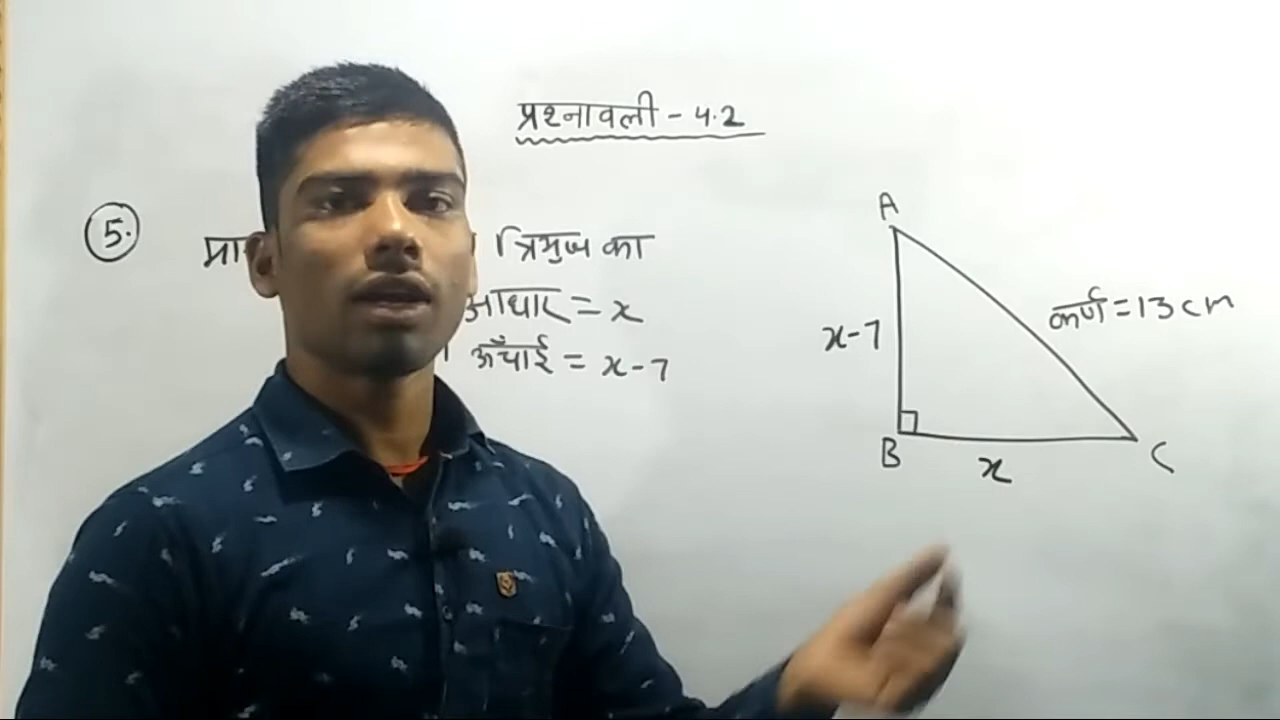 प्रश्नावली - 4.2
5.
त्रिभुज का
आधार = x
ऊँचाई = x - 7
A
x-7
कर्ण = 13 cm
B
x
C